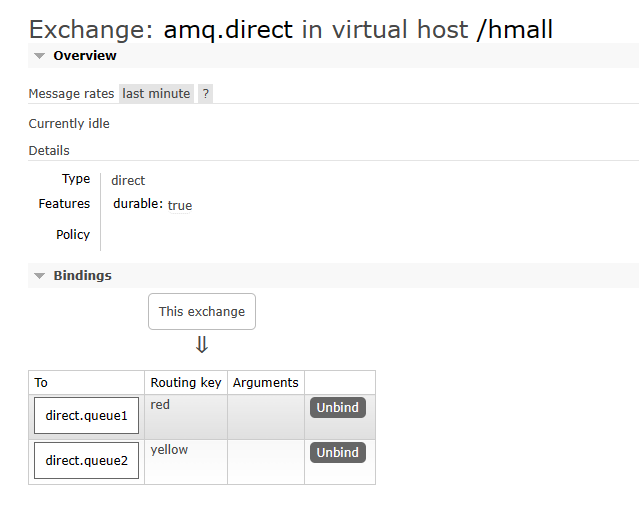 Exchange: amq.direct in virtual host /hmall
Overview
Message rates last minute ?
Currently idle
Details
Type direct
Features durable: true
Policy
Bindings
This exchange
⇓
To Routing key Arguments
direct.queue1 red Unbind
direct.queue2 yellow Unbind